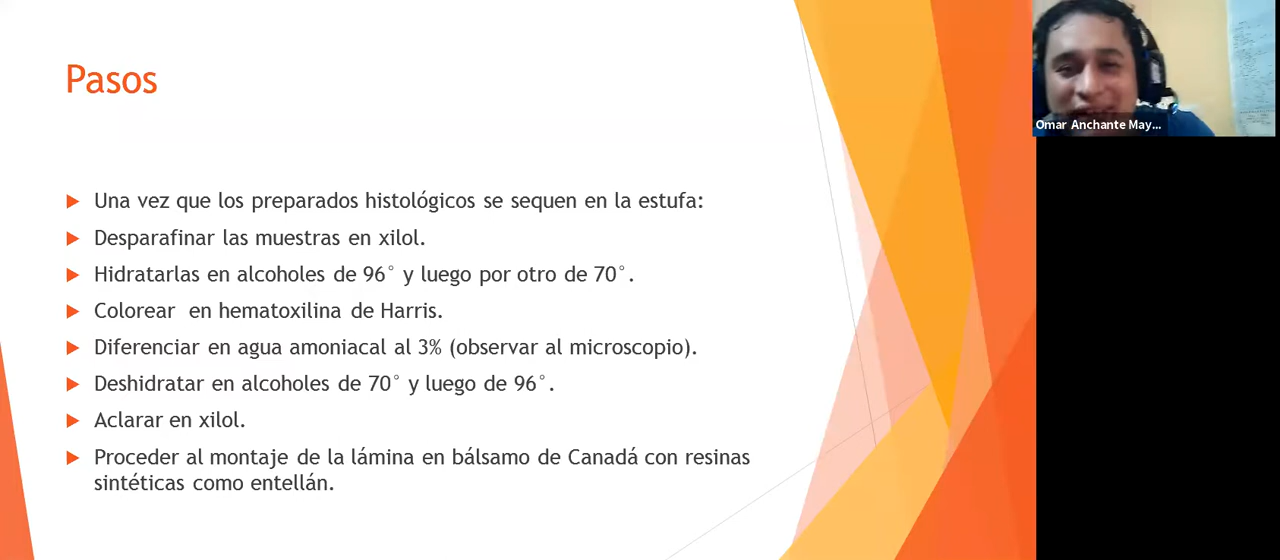 Pasos
Una vez que los preparados histológicos se sequen en la estufa:
Desparafinar las muestras en xilol.
Hidratarlas en alcoholes de 96° y luego por otro de 70°.
Colorear en hematoxilina de Harris.
Diferenciar en agua amoniacal al 3% (observar al microscopio).
Deshidratar en alcoholes de 70° y luego de 96°.
Aclarar en xilol.
Proceder al montaje de la lámina en bálsamo de Canadá con resinas
sintéticas como entellán.
Omar Anchante May...